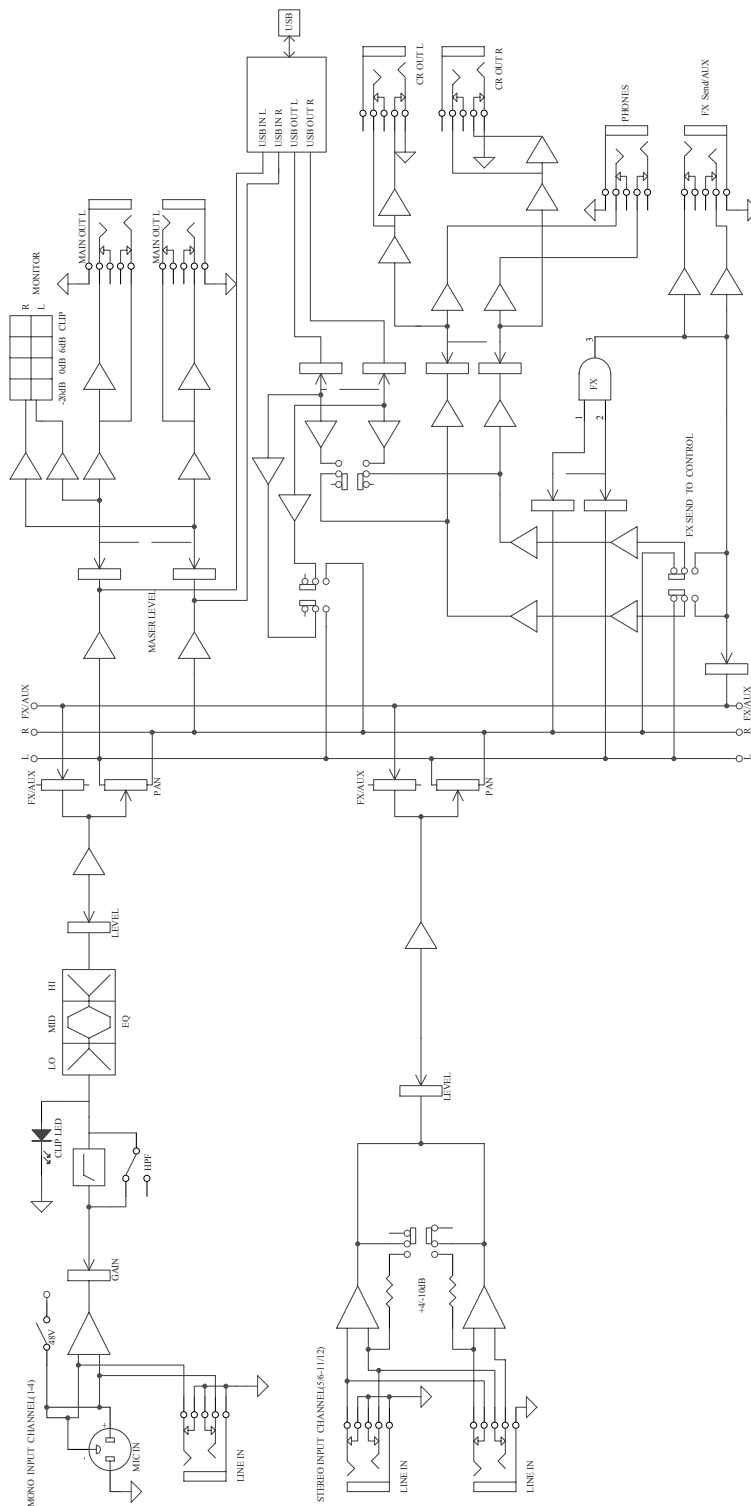 MONO INPUT CHANNEL(1-4)
-
+
MIC IN
48V
LINE IN
GAIN
HPF
CLIP LED
LO
MID
HI
EQ
LEVEL
FX/AUX
PAN
L
R
FX/AUX
MASER LEVEL
-20dB
0dB
6dB
CLIP
R
L
MONITOR
MAIN OUT L
MAIN OUT L
USB
USB IN L
USB IN R
USB OUT L
USB OUT R
CR OUT L
CR OUT R
PHONES
FX Send/AUX
FX
1
2
3
FX SEND TO CONTROL
STEREO INPUT CHANNEL(5/6-11/12)
LINE IN
LINE IN
+4/-10dB
LEVEL
FX/AUX
PAN
L
R
FX/AUX